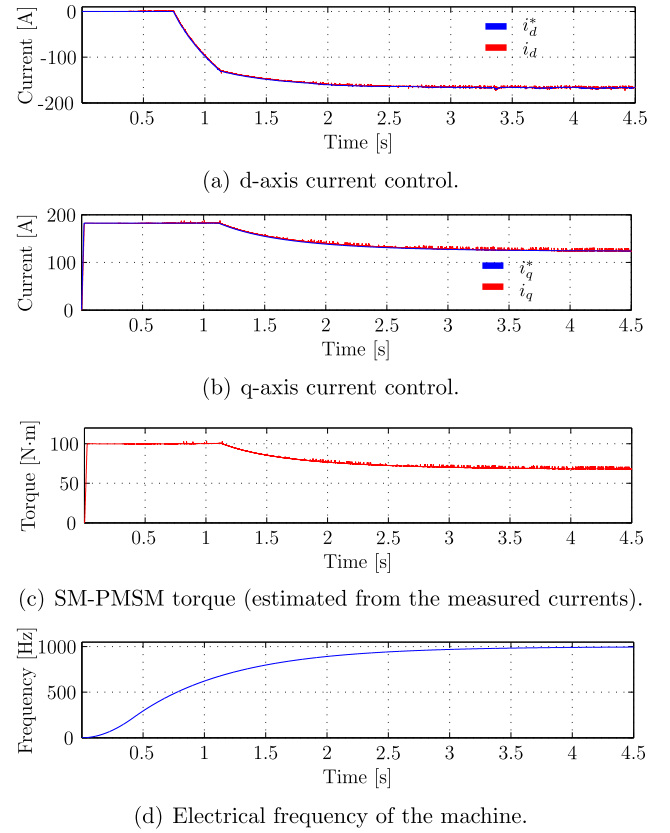 0
-100
-200
Current [A]
i_d^*
i_d
0.5 1 1.5 2 2.5 3 3.5 4 4.5
Time [s]
(a) d-axis current control.
200
100
0
Current [A]
i_q^*
i_q
0.5 1 1.5 2 2.5 3 3.5 4 4.5
Time [s]
(b) q-axis current control.
100
50
0
Torque [N·m]
0.5 1 1.5 2 2.5 3 3.5 4 4.5
Time [s]
(c) SM-PMSM torque (estimated from the measured currents).
1000
500
0
Frequency [Hz]
0.5 1 1.5 2 2.5 3 3.5 4 4.5
Time [s]
(d) Electrical frequency of the machine.